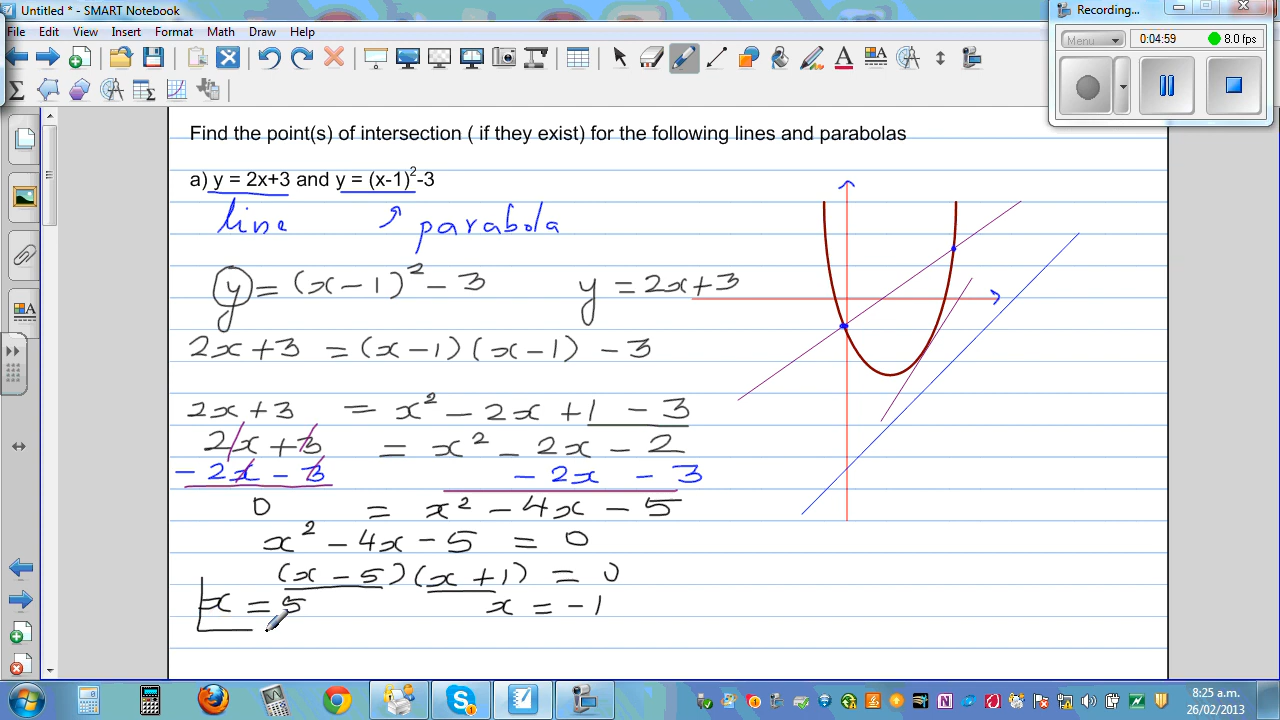 Untitled * - SMART Notebook
File Edit View Insert Format Tools Math Draw Help
Recording...
Menu 0:04:59 8.0 fps
Find the point(s) of intersection ( if they exist) for the following lines and parabolas
a) y = 2x+3 and y = (x-1)²-3
line parabola
y = (x-1)² - 3 y = 2x+3
2x+3 = (x-1)(x-1) - 3
2x+3 = x² - 2x + 1 - 3
2x+3 = x² - 2x - 2
- 2x - 3 - 2x - 3
0 = x² - 4x - 5
x² - 4x - 5 = 0
(x - 5)(x + 1) = 0
x = 5 x = -1
8:25 a.m.
26/02/2013